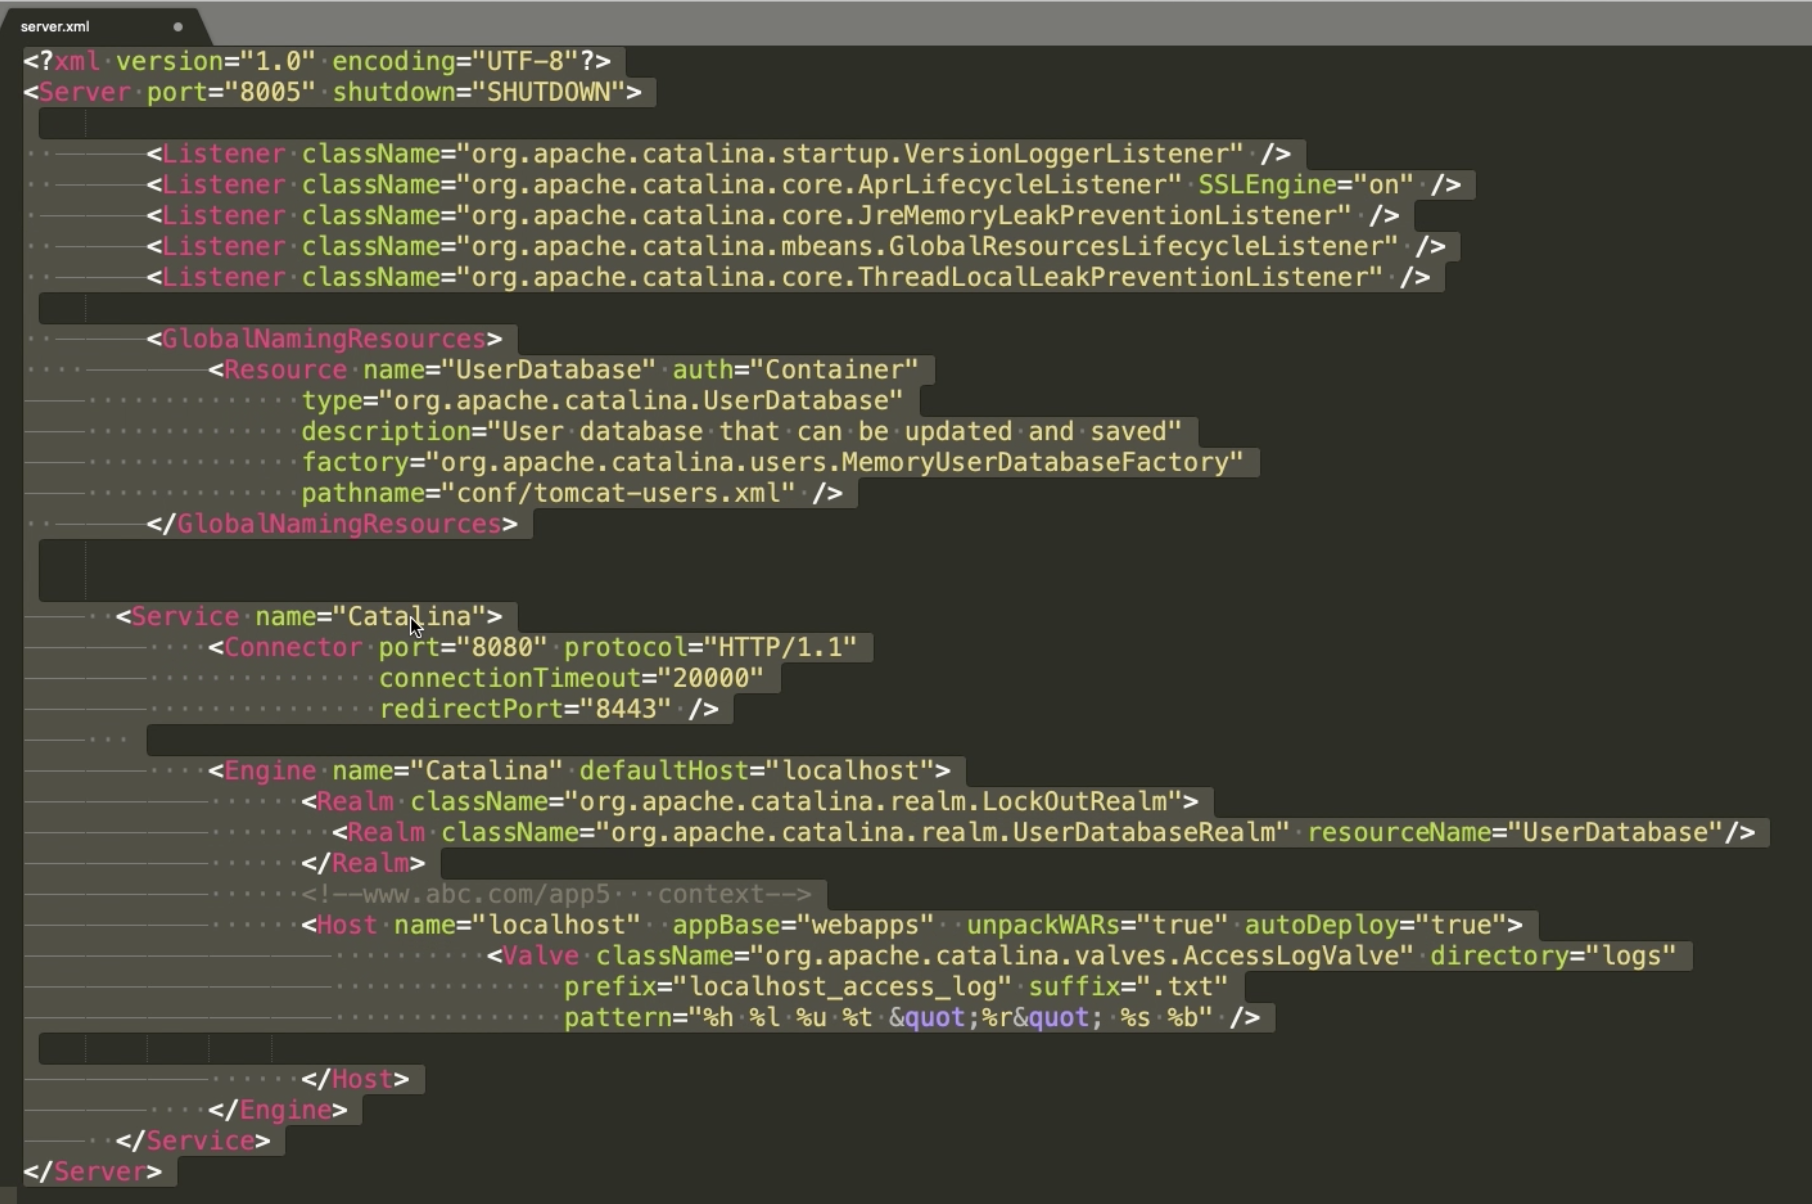 server.xml
<?xml version="1.0" encoding="UTF-8"?>
<Server port="8005" shutdown="SHUTDOWN">
<Listener className="org.apache.catalina.startup.VersionLoggerListener" />
<Listener className="org.apache.catalina.core.AprLifecycleListener" SSLEngine="on" />
<Listener className="org.apache.catalina.core.JreMemoryLeakPreventionListener" />
<Listener className="org.apache.catalina.mbeans.GlobalResourcesLifecycleListener" />
<Listener className="org.apache.catalina.core.ThreadLocalLeakPreventionListener" />
<GlobalNamingResources>
<Resource name="UserDatabase" auth="Container"
type="org.apache.catalina.UserDatabase"
description="User database that can be updated and saved"
factory="org.apache.catalina.users.MemoryUserDatabaseFactory"
pathname="conf/tomcat-users.xml" />
</GlobalNamingResources>
<Service name="Catalina">
<Connector port="8080" protocol="HTTP/1.1"
connectionTimeout="20000"
redirectPort="8443" />
<Engine name="Catalina" defaultHost="localhost">
<Realm className="org.apache.catalina.realm.LockOutRealm">
<Realm className="org.apache.catalina.realm.UserDatabaseRealm" resourceName="UserDatabase"/>
</Realm>
<!--www.abc.com/app5   context-->
<Host name="localhost"  appBase="webapps"  unpackWARs="true" autoDeploy="true">
<Valve className="org.apache.catalina.valves.AccessLogValve" directory="logs"
prefix="localhost_access_log" suffix=".txt"
pattern="%h %l %u %t &quot;%r&quot; %s %b" />
</Host>
</Engine>
</Service>
</Server>